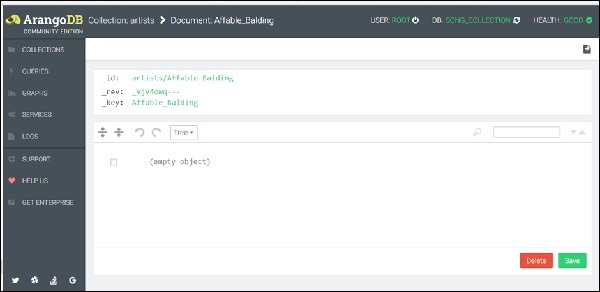 ArangoDB Collection: artists > Document: Affable_Balding USER: ROOT DB: SONG_COLLECTION HEALTH: GOOD
COMMUNITY EDITION
COLLECTIONS
QUERIES
GRAPHS
SERVICES
LOGS
SUPPORT
HELP US
GET ENTERPRISE
_id: artists/Affable_Balding
_rev: _VjV4owq---
_key: Affable_Balding
Tree
(empty object)
Delete Save